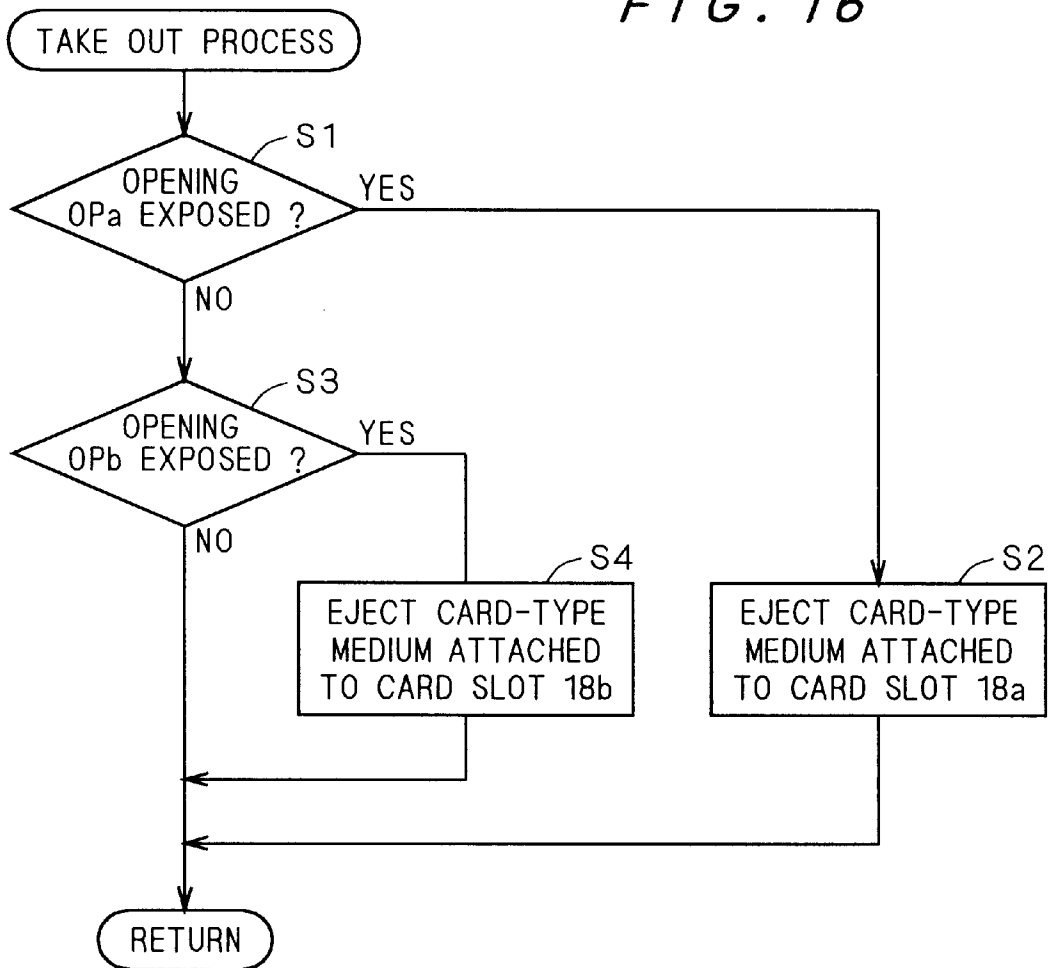 FIG. 16
TAKE OUT PROCESS
S1
OPENING
OPa EXPOSED ?
YES
NO
S3
OPENING
OPb EXPOSED ?
YES
NO
S4
EJECT CARD-TYPE
MEDIUM ATTACHED
TO CARD SLOT 18b
S2
EJECT CARD-TYPE
MEDIUM ATTACHED
TO CARD SLOT 18a
RETURN